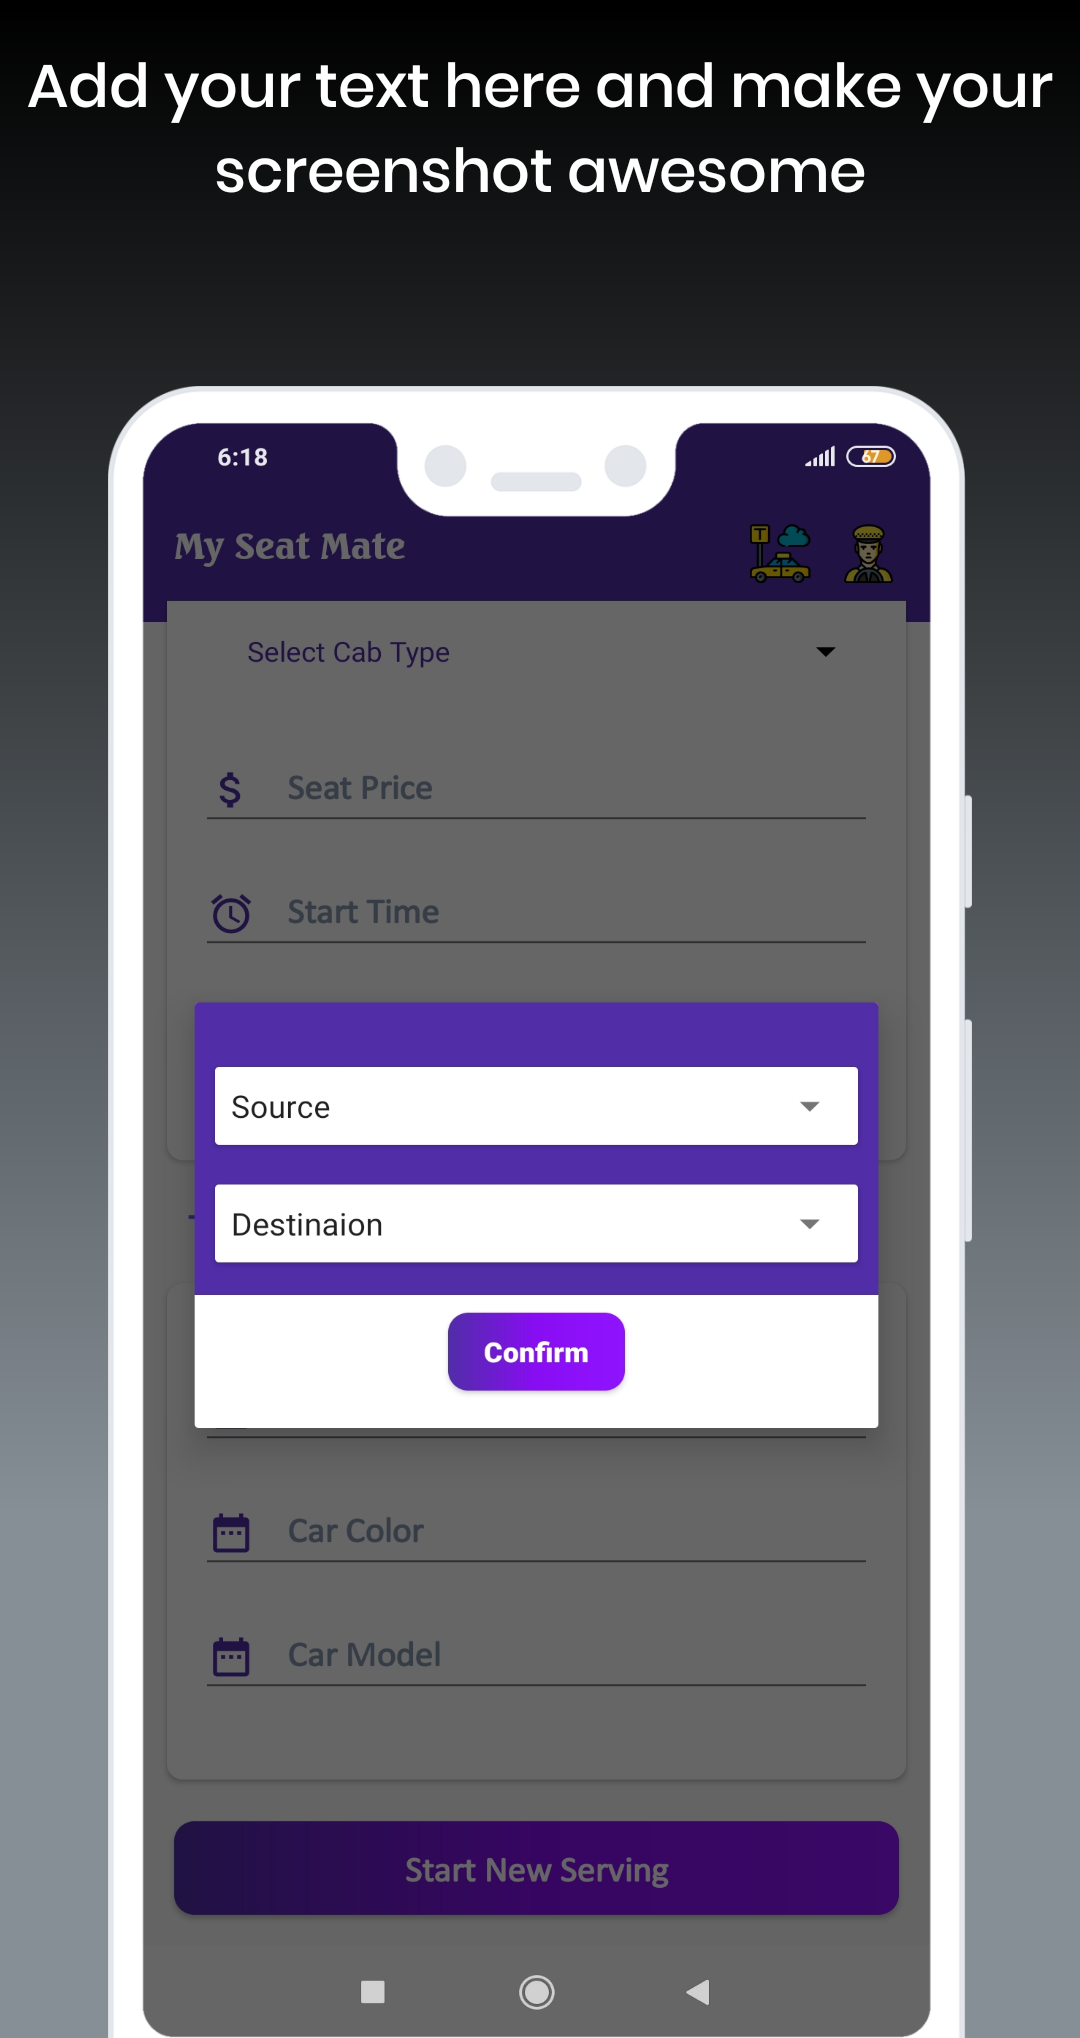 Add your text here and make your
screenshot awesome
6:18
67
My Seat Mate
T
Select Cab Type
$ Seat Price
Start Time
Source
Destinaion
Confirm
Car Color
Car Model
Start New Serving